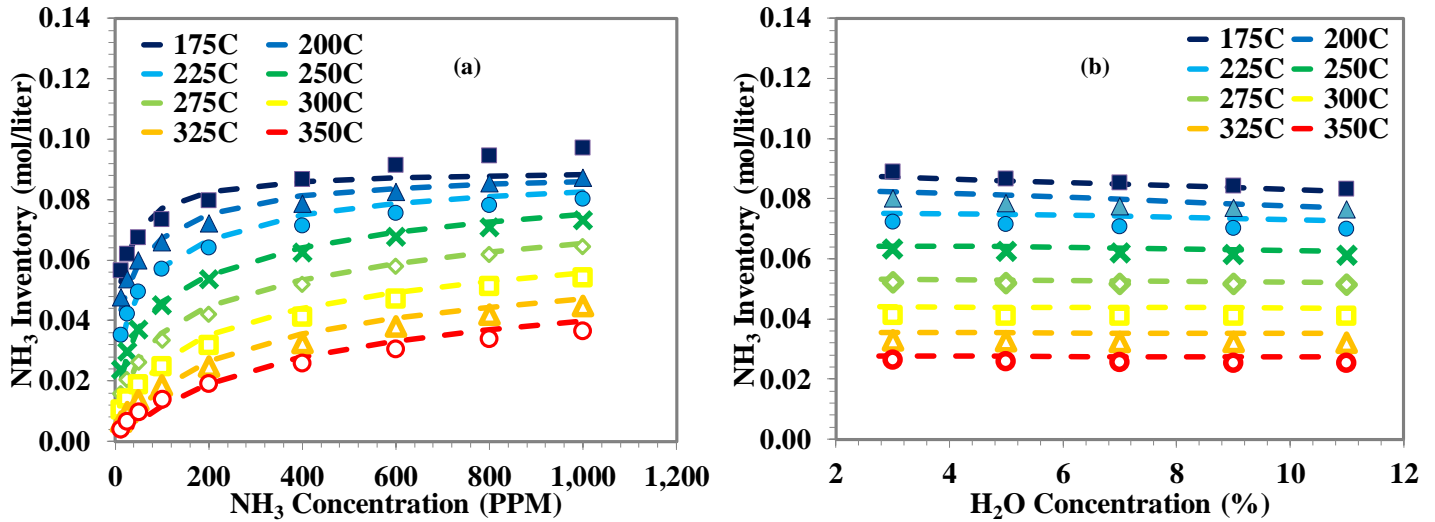 NH₃ Inventory (mol/liter)
0.14
0.12
0.10
0.08
0.06
0.04
0.02
0.00
175C 200C
225C 250C
275C 300C
325C 350C
(a)
0 200 400 600 800 1,000 1,200
NH₃ Concentration (PPM)
NH₃ Inventory (mol/liter)
0.14
0.12
0.10
0.08
0.06
0.04
0.02
0.00
175C 200C
225C 250C
275C 300C
325C 350C
(b)
2 4 6 8 10 12
H₂O Concentration (%)